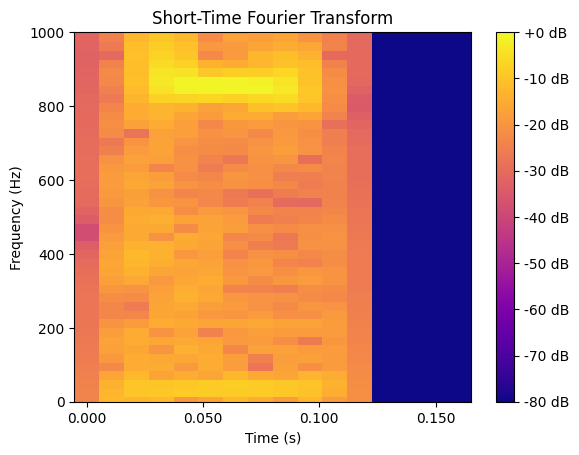 Short-Time Fourier Transform
1000
800
600
400
200
0
Frequency (Hz)
0.000
0.050
0.100
0.150
Time (s)
+0 dB
-10 dB
-20 dB
-30 dB
-40 dB
-50 dB
-60 dB
-70 dB
-80 dB